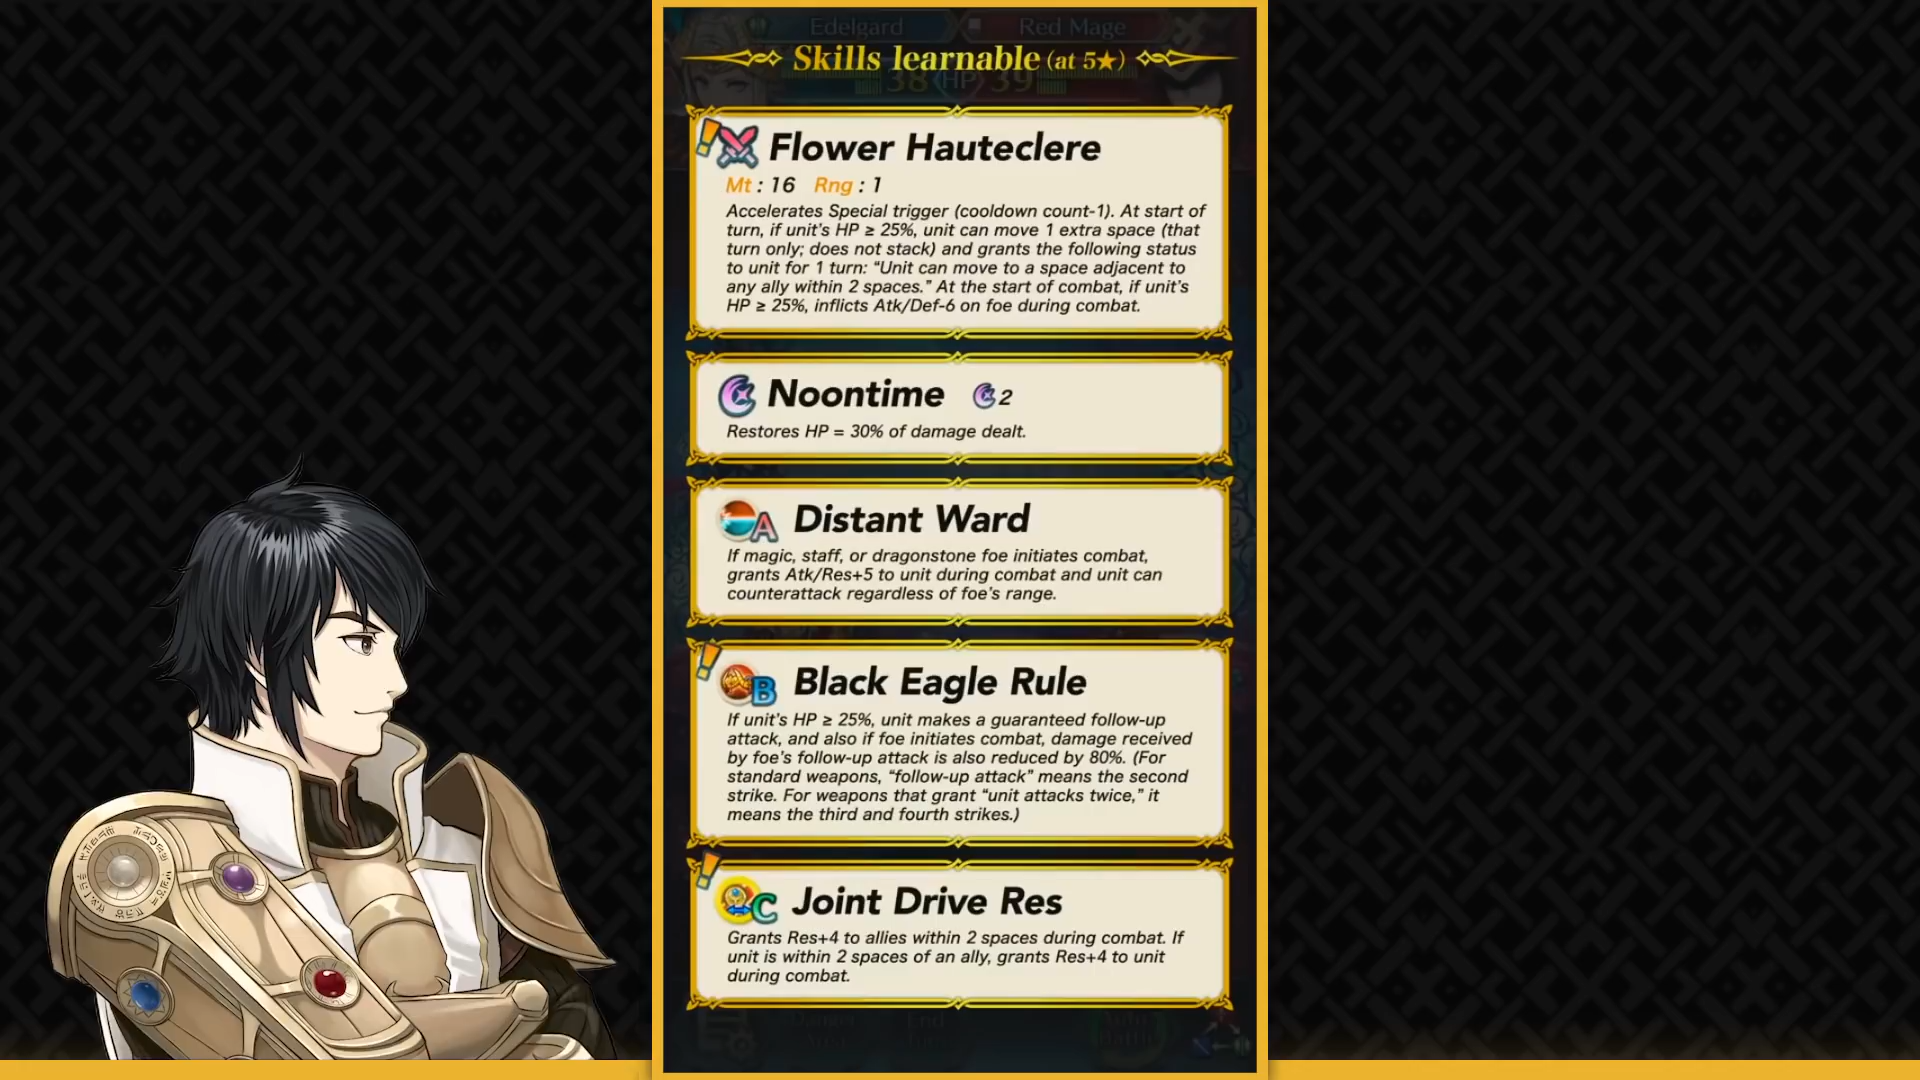 Edelgard Red Mage
Skills learnable (at 5★)
38 HP 39
Flower Hauteclere
Mt : 16 Rng : 1
Accelerates Special trigger (cooldown count-1). At start of
turn, if unit's HP ≥ 25%, unit can move 1 extra space (that
turn only; does not stack) and grants the following status
to unit for 1 turn: “Unit can move to a space adjacent to
any ally within 2 spaces.” At the start of combat, if unit's
HP ≥ 25%, inflicts Atk/Def-6 on foe during combat.
Noontime 2
Restores HP = 30% of damage dealt.
A Distant Ward
If magic, staff, or dragonstone foe initiates combat,
grants Atk/Res+5 to unit during combat and unit can
counterattack regardless of foe's range.
B Black Eagle Rule
If unit's HP ≥ 25%, unit makes a guaranteed follow-up
attack, and also if foe initiates combat, damage received
by foe's follow-up attack is also reduced by 80%. (For
standard weapons, “follow-up attack” means the second
strike. For weapons that grant “unit attacks twice,” it
means the third and fourth strikes.)
C Joint Drive Res
Grants Res+4 to allies within 2 spaces during combat. If
unit is within 2 spaces of an ally, grants Res+4 to unit
during combat.